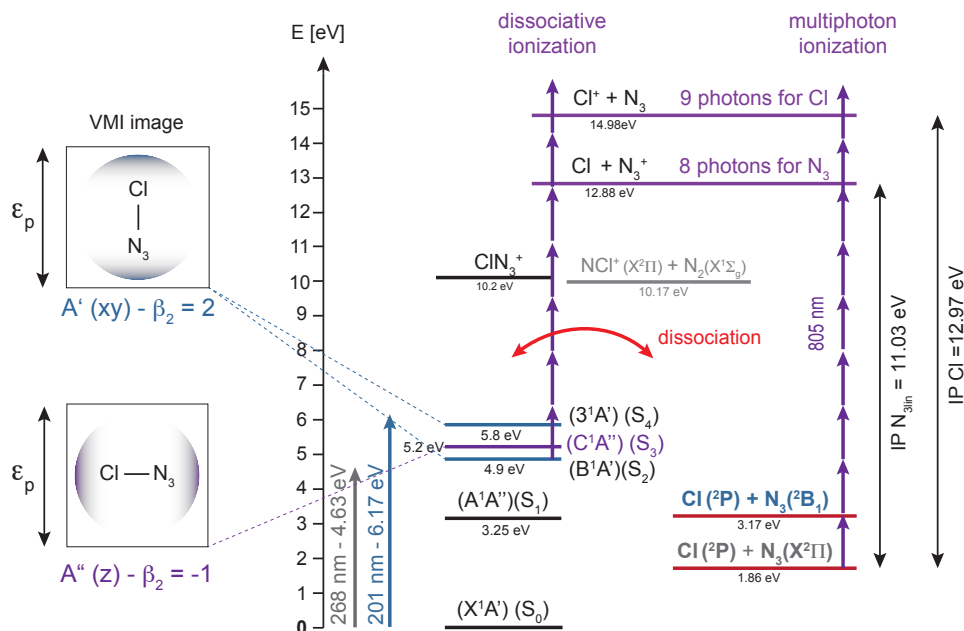 dissociative
ionization
multiphoton
ionization
E [eV]
15
14
13
12
11
10
9
8
7
6
5
4
3
2
1
0
VMI image
εp
Cl
N3
A' (xy) - β2 = 2
εp
Cl — N3
A" (z) - β2 = -1
268 nm - 4.63 eV
201 nm - 6.17 eV
Cl+ + N3
9 photons for Cl
14.98eV
Cl + N3+
8 photons for N3
12.88 eV
ClN3+
10.2 eV
NCl+ (X²Π) + N2(X¹Σg)
10.17 eV
dissociation
(3¹A') (S4)
5.8 eV
5.2 eV
(C¹A'') (S3)
4.9 eV
(B¹A')(S2)
(A¹A'')(S1)
3.25 eV
(X¹A') (S0)
805 nm
Cl (²P) + N3(²B1)
3.17 eV
Cl (²P) + N3(X²Π)
1.86 eV
IP N3lin = 11.03 eV
IP Cl =12.97 eV